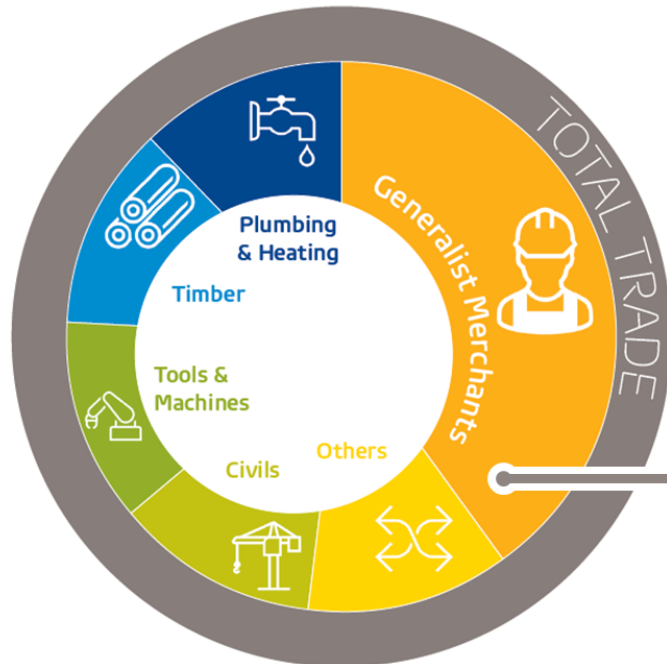 TOTAL TRADE
Generalist Merchants
Plumbing
& Heating
Timber
Tools &
Machines
Civils
Others